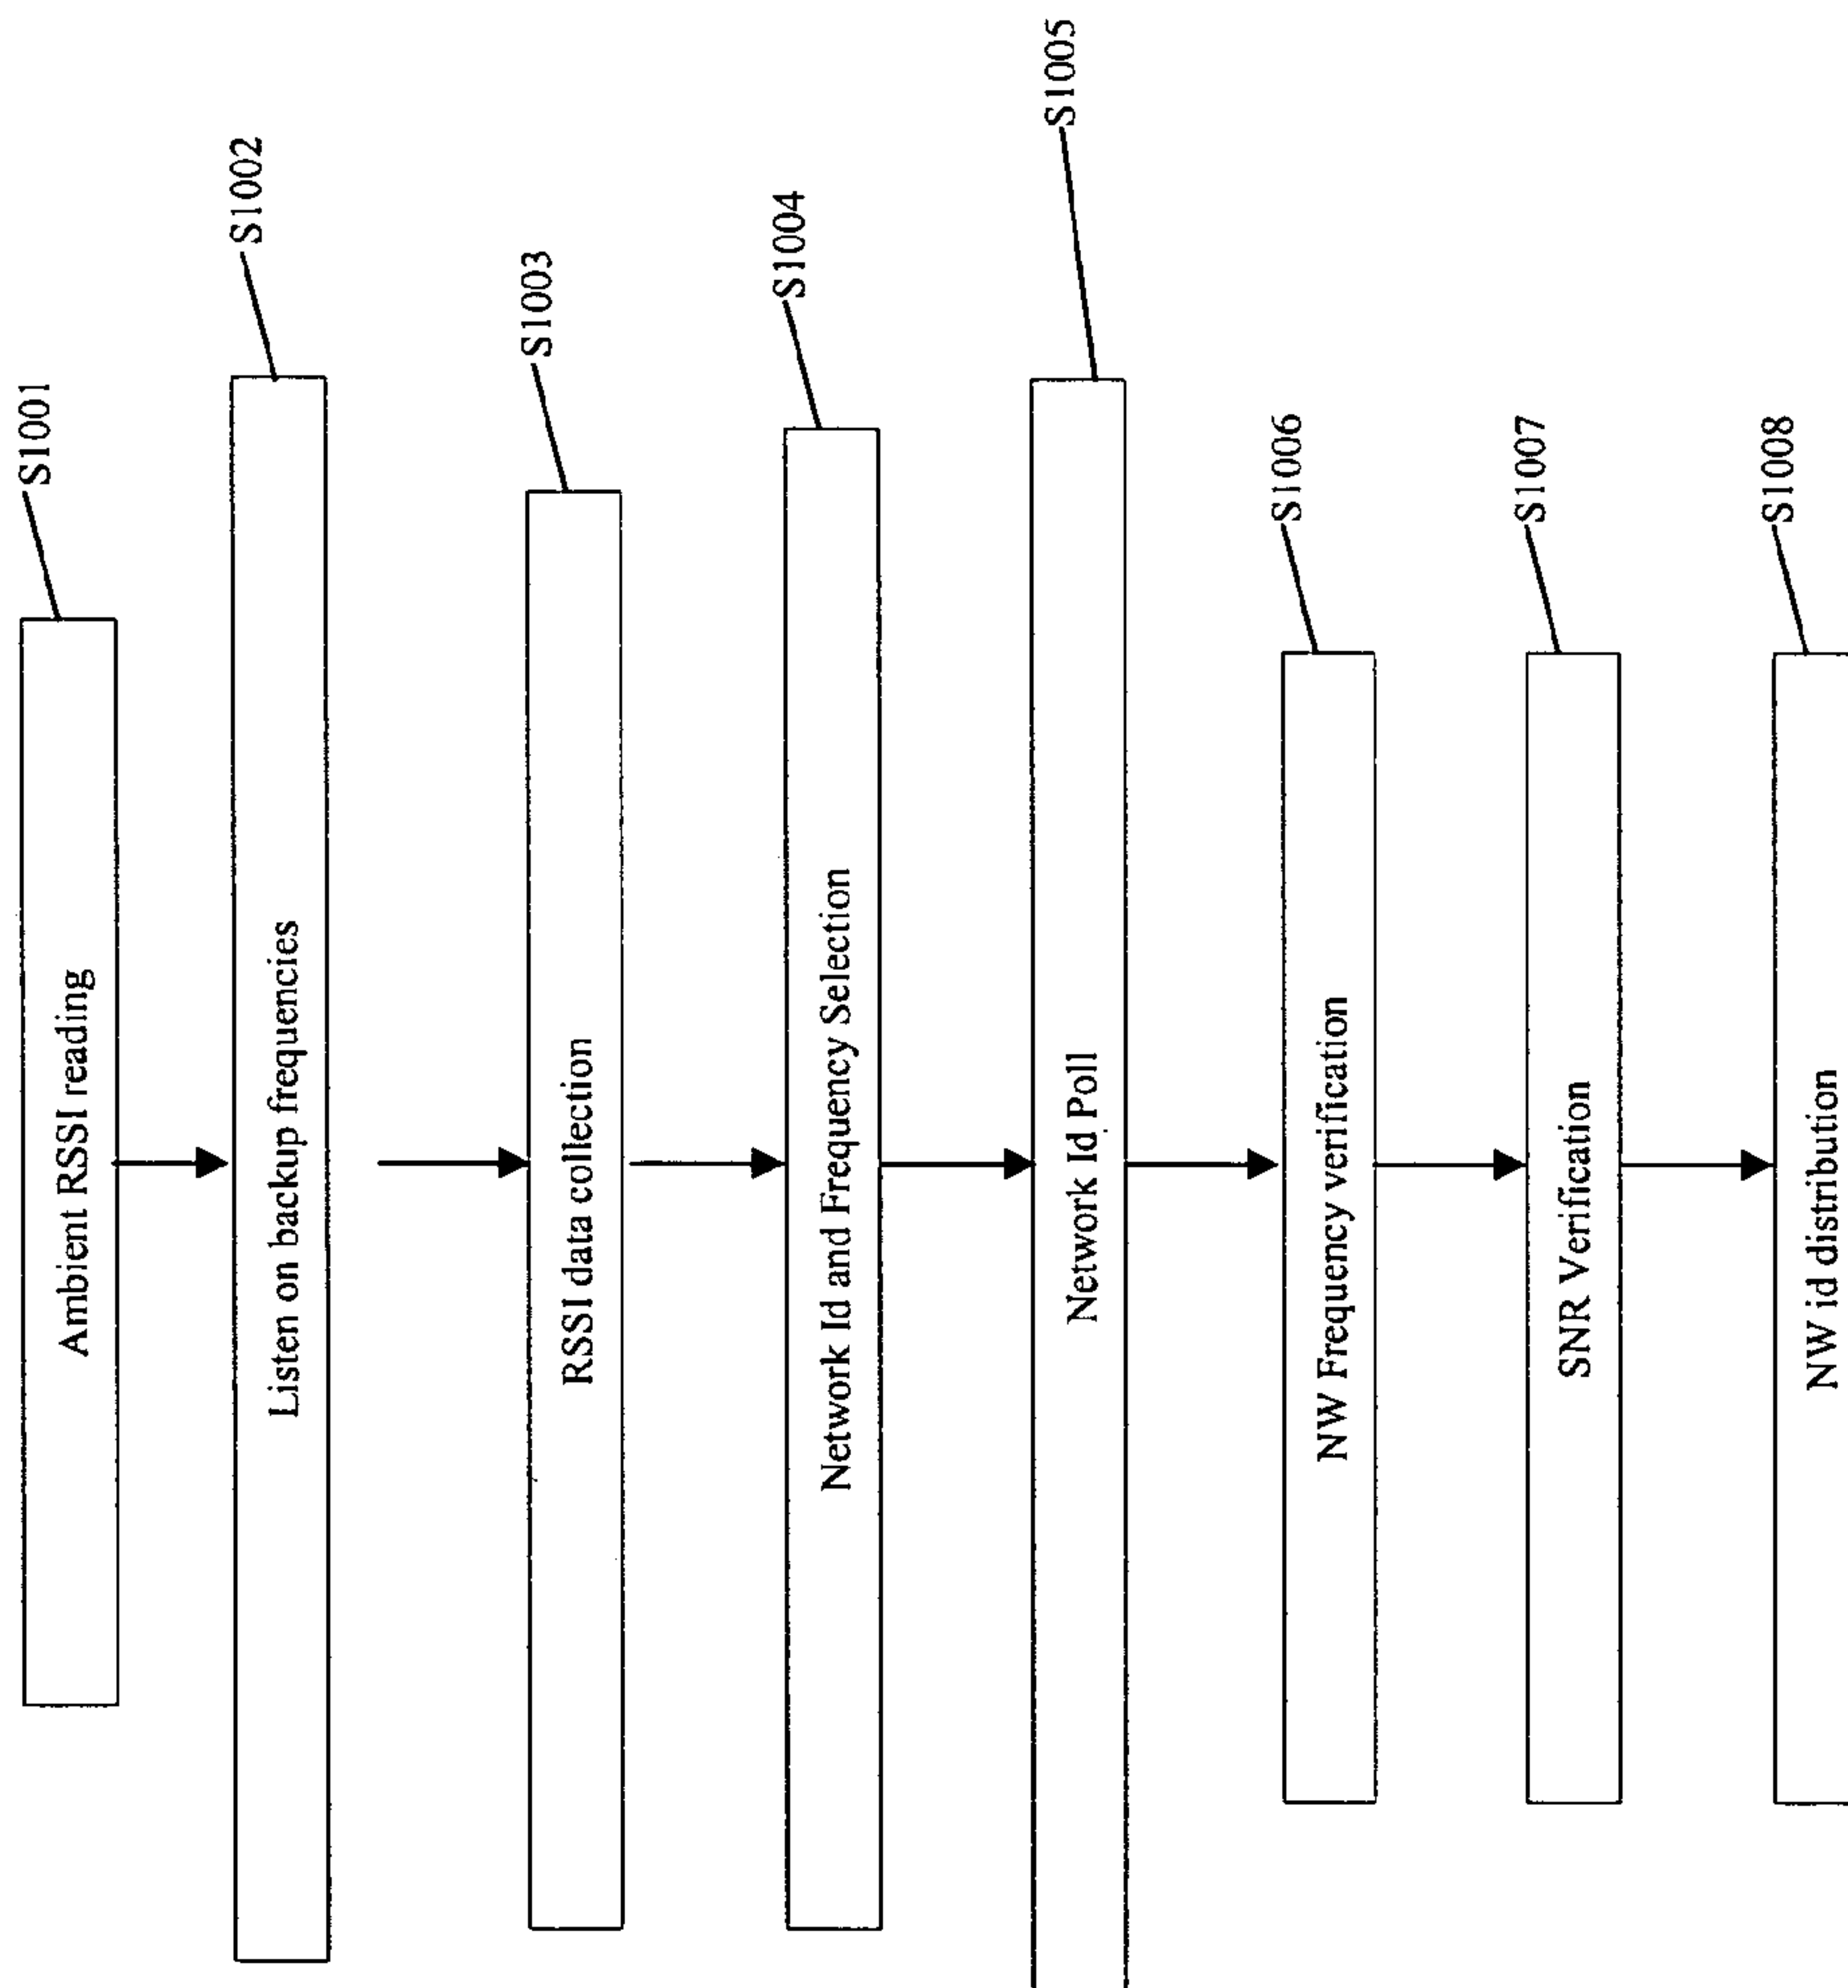 Ambient RSSI reading
S1001
Listen on backup frequencies
S1002
RSSI data collection
S1003
Network Id and Frequency Selection
S1004
Network Id Poll
S1005
NW Frequency verification
S1006
SNR Verification
S1007
NW id distribution
S1008